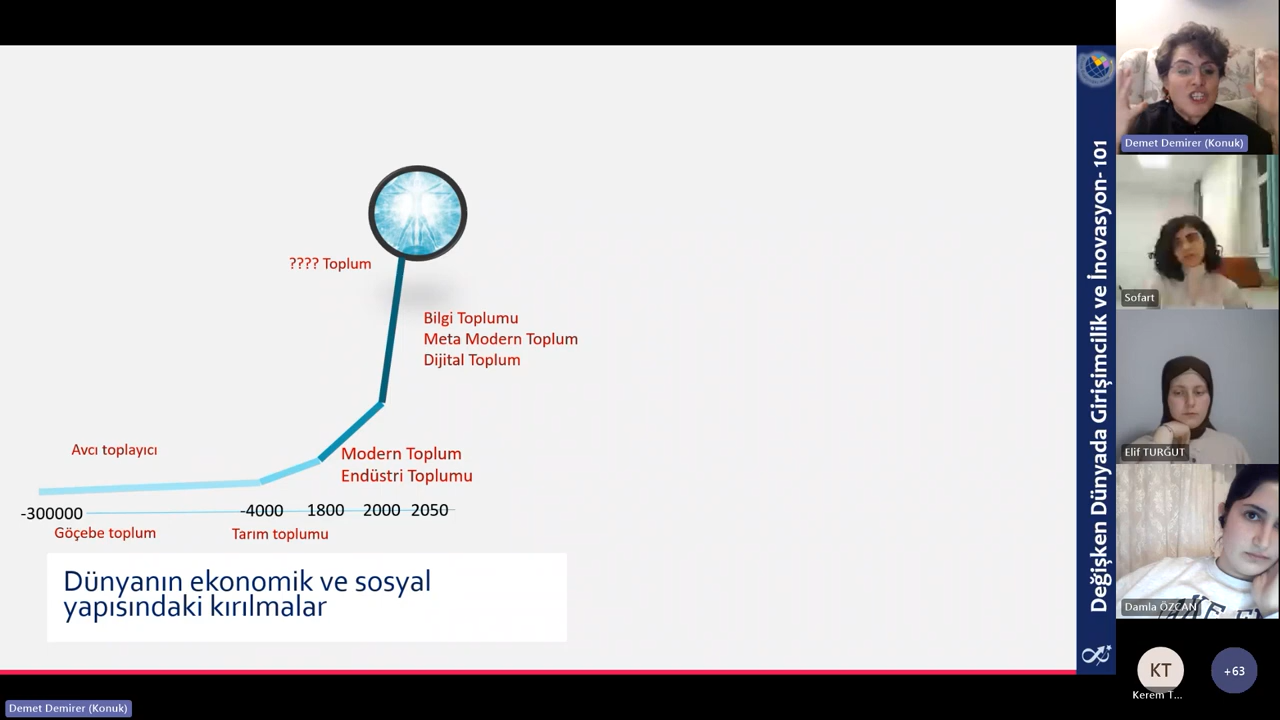 ???? Toplum
Bilgi Toplumu
Meta Modern Toplum
Dijital Toplum
Avcı toplayıcı
Modern Toplum
Endüstri Toplumu
-300000
-4000 1800 2000 2050
Göçebe toplum
Tarım toplumu
Dünyanın ekonomik ve sosyal
yapısındaki kırılmalar
Değişken Dünyada Girişimcilik ve İnovasyon- 101
Demet Demirer (Konuk)
Sofart
Elif TURĞUT
Damla ÖZCAN
KT
+63
Kerem T...
Demet Demirer (Konuk)